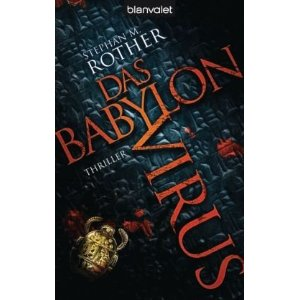 blanvalet
STEPHAN M.
ROTHER
DAS
BABYLON
VIRUS
THRILLER